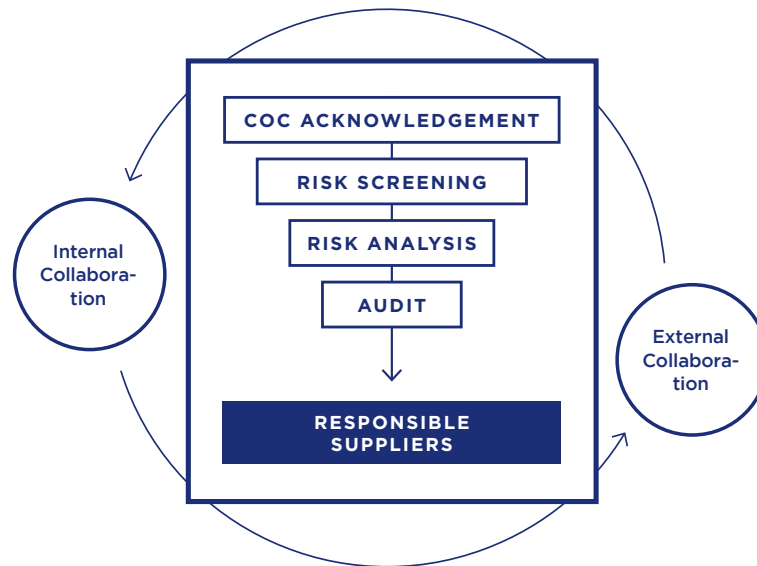 COC ACKNOWLEDGEMENT
RISK SCREENING
RISK ANALYSIS
AUDIT
RESPONSIBLE
SUPPLIERS
Internal
Collabora-
tion
External
Collabora-
tion